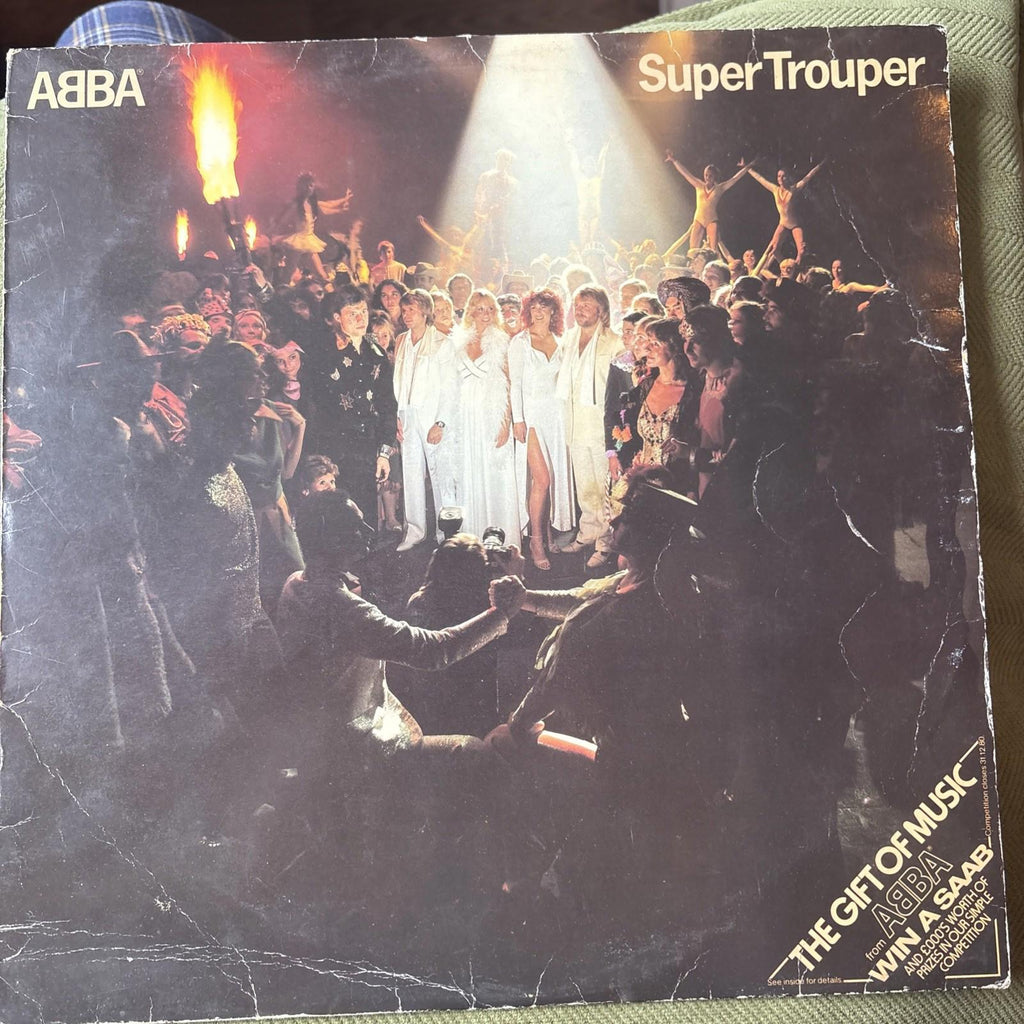 ABBA®
Super Trouper
THE GIFT OF MUSIC
from ABBA®
WIN A SAAB
AND £000'S WORTH OF
PRIZES IN OUR SIMPLE
COMPETITION
See inside for details
Competition closes 31.12.80.